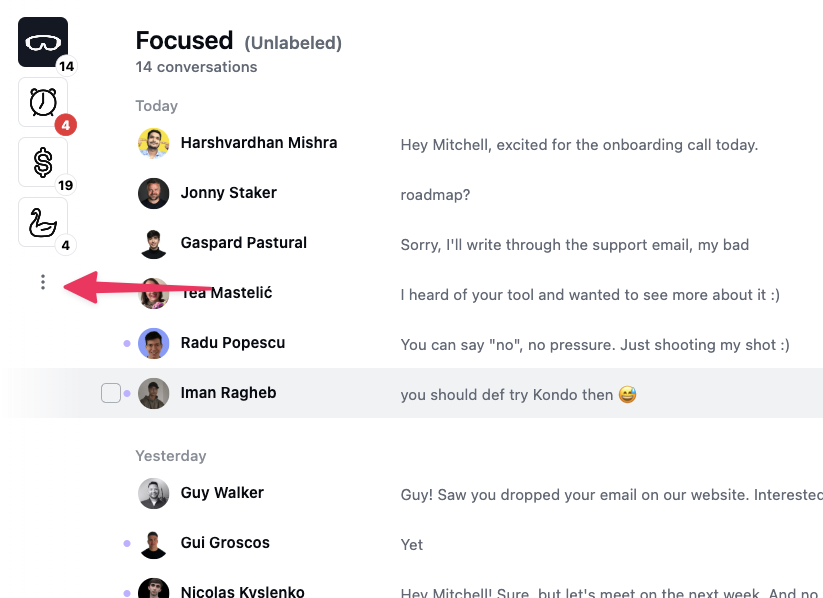 14
4
19
4
Focused (Unlabeled)
14 conversations
Today
Harshvardhan Mishra Hey Mitchell, excited for the onboarding call today.
Jonny Staker roadmap?
Gaspard Pastural Sorry, I'll write through the support email, my bad
Tea Mastelić I heard of your tool and wanted to see more about it :)
Radu Popescu You can say "no", no pressure. Just shooting my shot :)
Iman Ragheb you should def try Kondo then 😅
Yesterday
Guy Walker Guy! Saw you dropped your email on our website. Interested
Gui Groscos Yet
Nicolas Kyslenko Hey Mitchell! Sure, but let's meet on the next week. And no